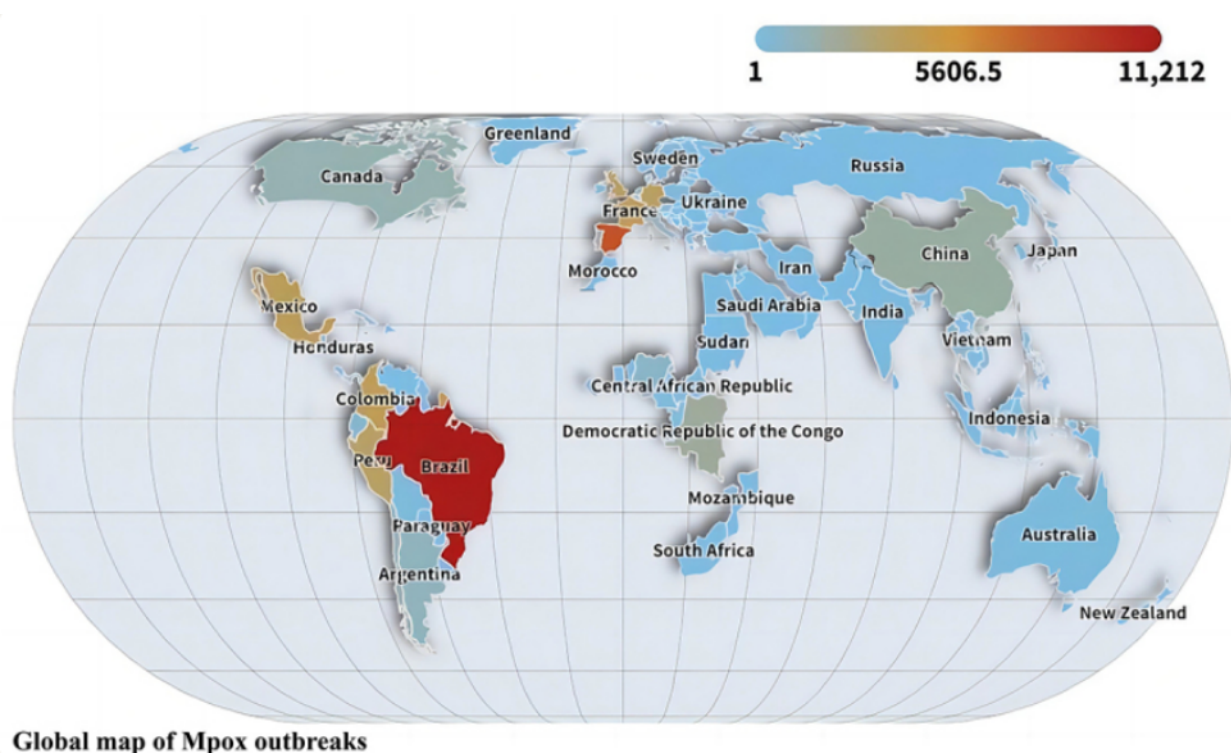 1 5606.5 11,212
Greenland
Sweden
Russia
Canada
Ukraine
France
China
Japan
Morocco
Iran
Mexico
Saudi Arabia
India
Sudan
Vietnam
Honduras
Central African Republic
Colombia
Indonesia
Democratic Republic of the Congo
Peru
Brazil
Mozambique
Paraguay
Australia
South Africa
Argentina
New Zealand
Global map of Mpox outbreaks